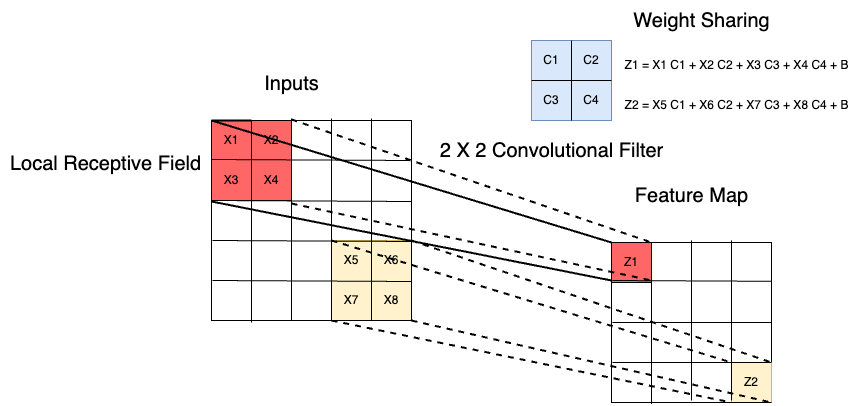 Weight Sharing
C1 C2
Z1 = X1 C1 + X2 C2 + X3 C3 + X4 C4 + B
C3 C4
Z2 = X5 C1 + X6 C2 + X7 C3 + X8 C4 + B
Inputs
2 X 2 Convolutional Filter
Local Receptive Field
X1 X2
X3 X4
X5 X6
X7 X8
Feature Map
Z1
Z2